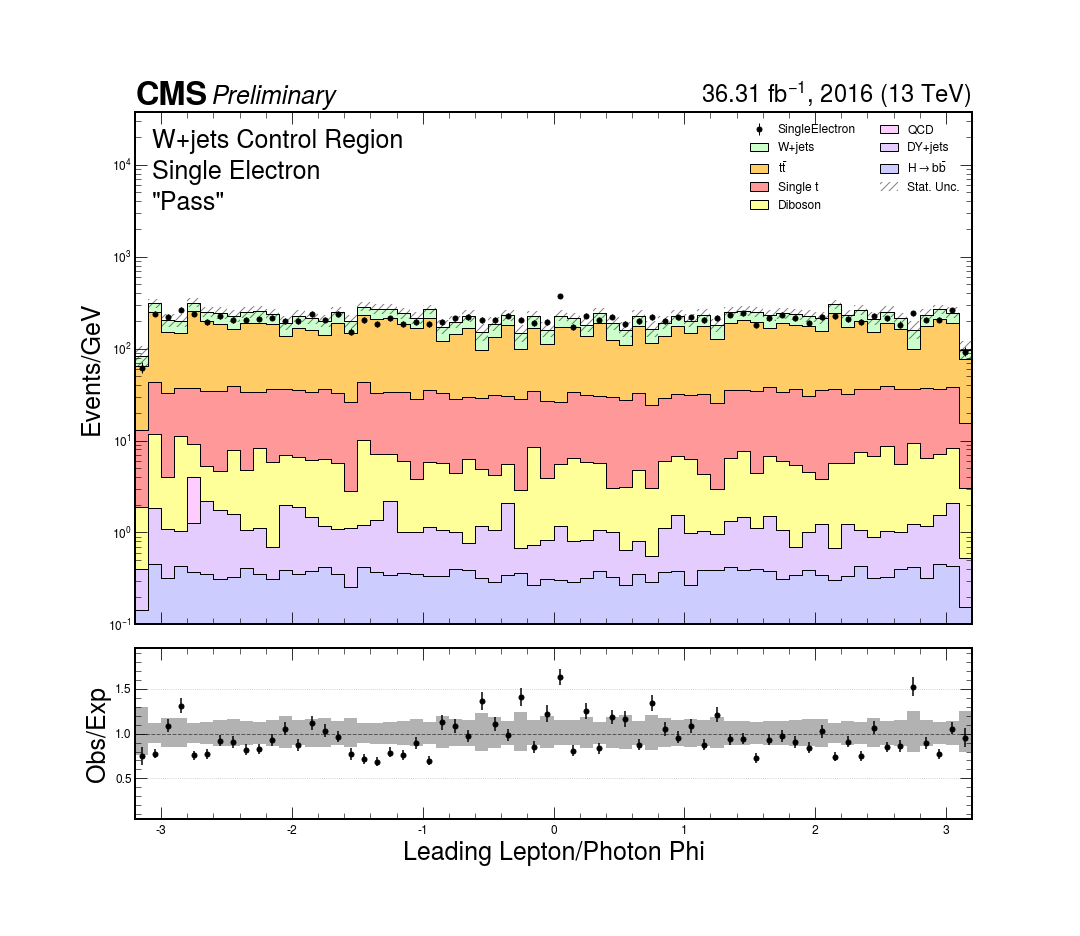 CMS Preliminary
36.31 fb⁻¹, 2016 (13 TeV)
W+jets Control Region
Single Electron
"Pass"
SingleElectron
W+jets
tt̄
Single t
Diboson
QCD
DY+jets
H→bb̄
Stat. Unc.
Events/GeV
10⁴
10³
10²
10¹
10⁰
10⁻¹
Obs/Exp
1.5
1.0
0.5
-3 -2 -1 0 1 2 3
Leading Lepton/Photon Phi